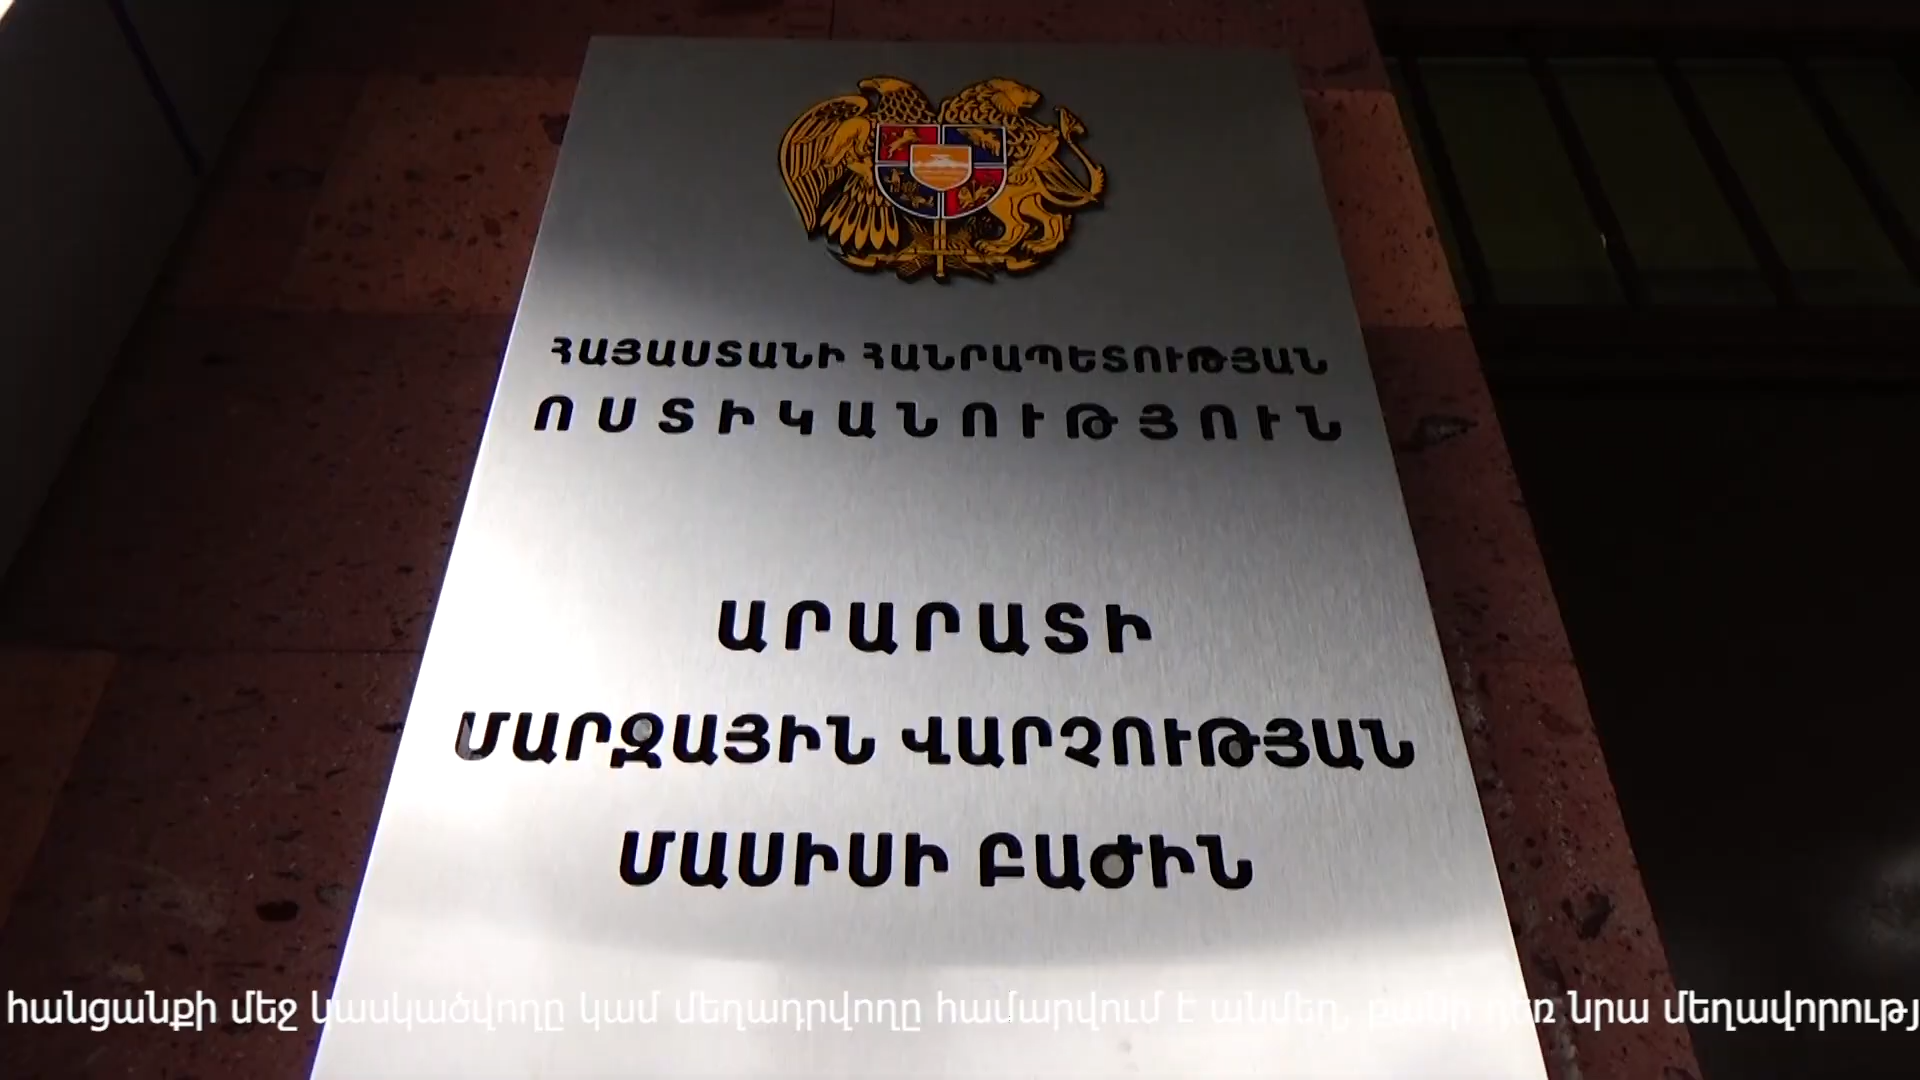 ՀԱՅԱՍՏԱՆԻ ՀԱՆՐԱՊԵՏՈՒԹՅԱՆ
ՈՍՏԻԿԱՆՈՒԹՅՈՒՆ
ԱՐԱՐԱՏԻ
ՄԱՐԶԱՅԻՆ ՎԱՐՉՈՒԹՅԱՆ
ՄԱՍԻՍԻ ԲԱԺԻՆ
հանցանքի մեջ կասկածվողը կամ մեղադրվողը համարվում է անմեղ, քանի դեռ նրա մեղավորությ